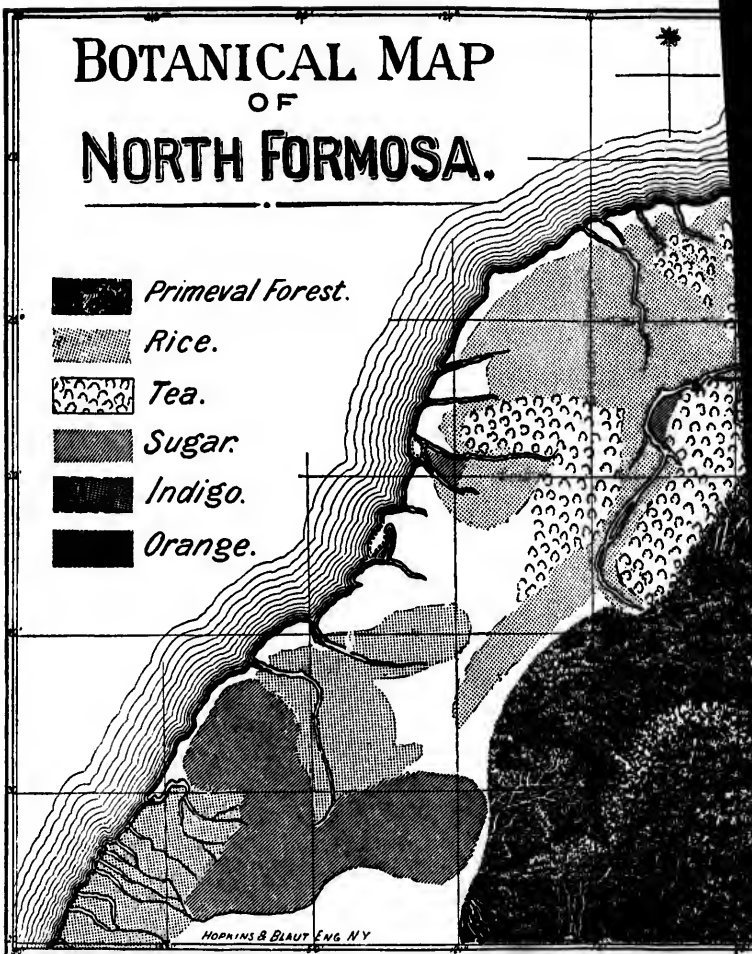 BOTANICAL MAP
OF
NORTH FORMOSA.
Primeval Forest.
Rice.
Tea.
Sugar.
Indigo.
Orange.
HOPKINS & BLAUT ENG NY